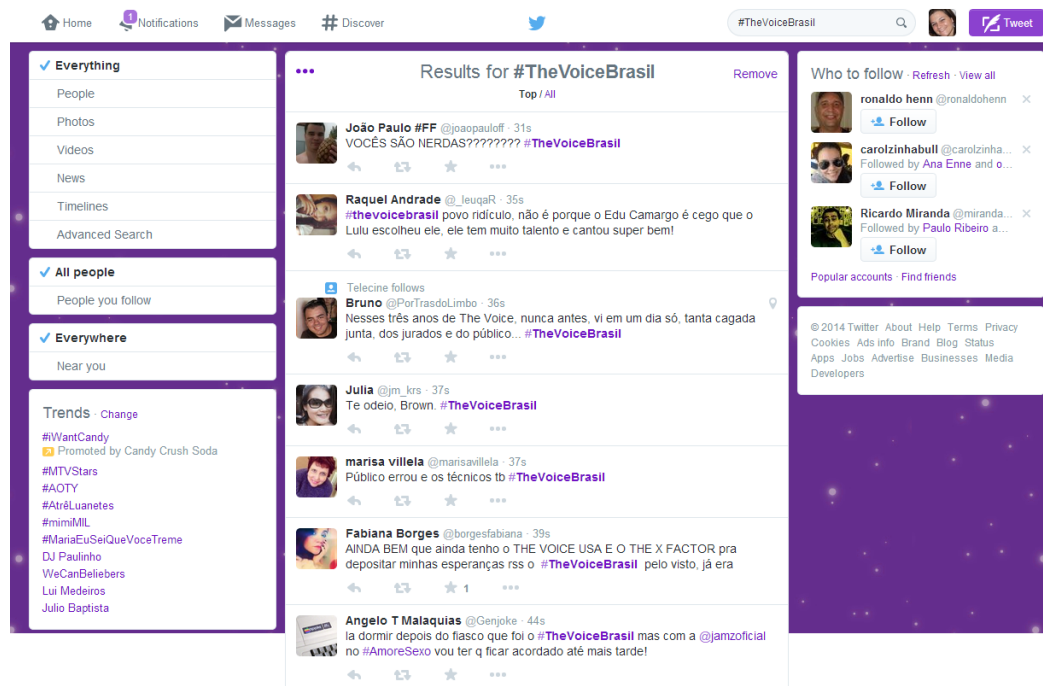 Home
1
Notifications
Messages
Discover
#TheVoiceBrasil
Tweet
Everything
People
Photos
Videos
News
Timelines
Advanced Search
All people
People you follow
Everywhere
Near you
Trends · Change
#iWantCandy
Promoted by Candy Crush Soda
#MTVStars
#AOTY
#AtrêLuanetes
#mimiMIL
#MariaEuSeiQueVoceTreme
DJ Paulinho
WeCanBeliebers
Lui Medeiros
Julio Baptista
Results for #TheVoiceBrasil
Remove
Top / All
João Paulo #FF @joaopauloff · 31s
VOCÊS SÃO NERDAS???????? #TheVoiceBrasil
Raquel Andrade @_leuqaR · 35s
#thevoicebrasil povo ridículo, não é porque o Edu Camargo é cego que o
Lulu escolheu ele, ele tem muito talento e cantou super bem!
Telecine follows
Bruno @PorTrasdoLimbo · 36s
Nesses três anos de The Voice, nunca antes, vi em um dia só, tanta cagada
junta, dos jurados e do público... #TheVoiceBrasil
Julia @jm_krs · 37s
Te odeio, Brown. #TheVoiceBrasil
marisa villela @marisavillela · 37s
Público errou e os técnicos tb #TheVoiceBrasil
Fabiana Borges @borgesfabiana · 39s
AINDA BEM que ainda tenho o THE VOICE USA E O THE X FACTOR pra
depositar minhas esperanças rss o #TheVoiceBrasil pelo visto, já era
1
Angelo T Malaquias @Genjoke · 44s
Ia dormir depois do fiasco que foi o #TheVoiceBrasil mas com a @jamzoficial
no #AmoreSexo vou ter q ficar acordado até mais tarde!
Who to follow · Refresh · View all
ronaldo henn @ronaldohenn
Follow
carolzinhabull @carolzinha...
Followed by Ana Enne and o...
Follow
Ricardo Miranda @miranda...
Followed by Paulo Ribeiro a...
Follow
Popular accounts · Find friends
© 2014 Twitter About Help Terms Privacy
Cookies Ads info Brand Blog Status
Apps Jobs Advertise Businesses Media
Developers